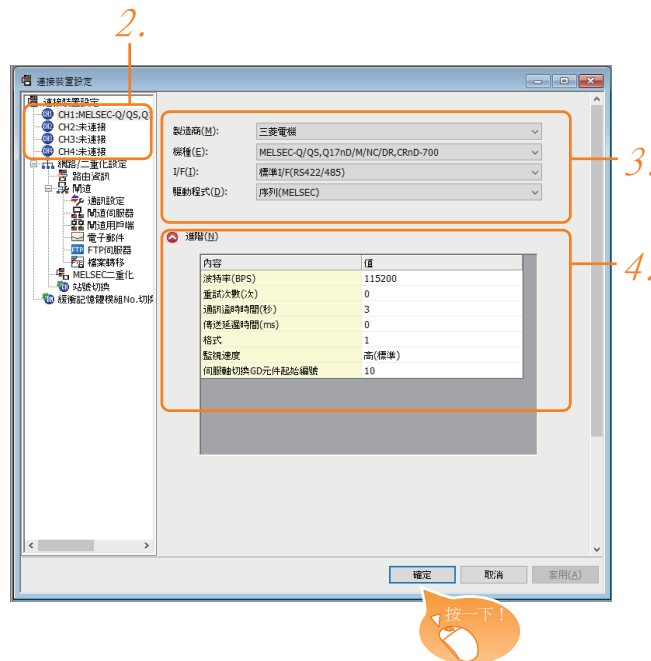 2.
連接裝置設定
連接裝置設定
CH1:MELSEC-Q/QS,Q1
CH2:未連接
CH3:未連接
CH4:未連接
網路/二重化設定
路由資訊
閘道
通訊設定
閘道伺服器
閘道用戶端
電子郵件
FTP伺服器
檔案轉移
MELSEC二重化
站號切換
緩衝記憶體模組No.切換
製造商(M):
三菱電機
機種(E):
MELSEC-Q/QS,Q17nD/M/NC/DR,CRnD-700
I/F(I):
標準I/F(RS422/485)
驅動程式(D):
序列(MELSEC)
3.
進階(N)
4.
內容 值
波特率(BPS) 115200
重試次數(次) 0
通訊逾時時間(秒) 3
傳送延遲時間(ms) 0
格式 1
監視速度 高(標準)
伺服軸切換GD元件起始編號 10
確定 取消 套用(A)
按一下!